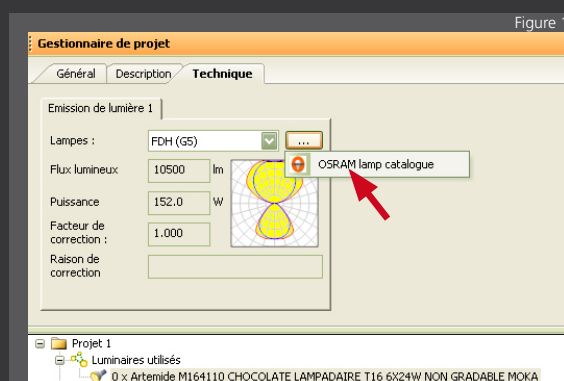 Figure 1
Gestionnaire de projet
Général Description Technique
Emission de lumière 1
Lampes : FDH (G5) ...
OSRAM lamp catalogue
Flux lumineux 10500 lm
Puissance 152.0 W
Facteur de
correction : 1.000
Raison de
correction
Projet 1
Luminaires utilisés
0 x Artemide M164110 CHOCOLATE LAMPADAIRE T16 6X24W NON GRADABLE MOKA